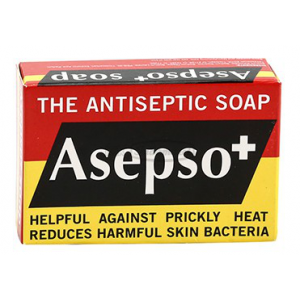 Asepso+ soap
THE ANTISEPTIC SOAP
Asepso+
HELPFUL AGAINST PRICKLY HEAT
REDUCES HARMFUL SKIN BACTERIA